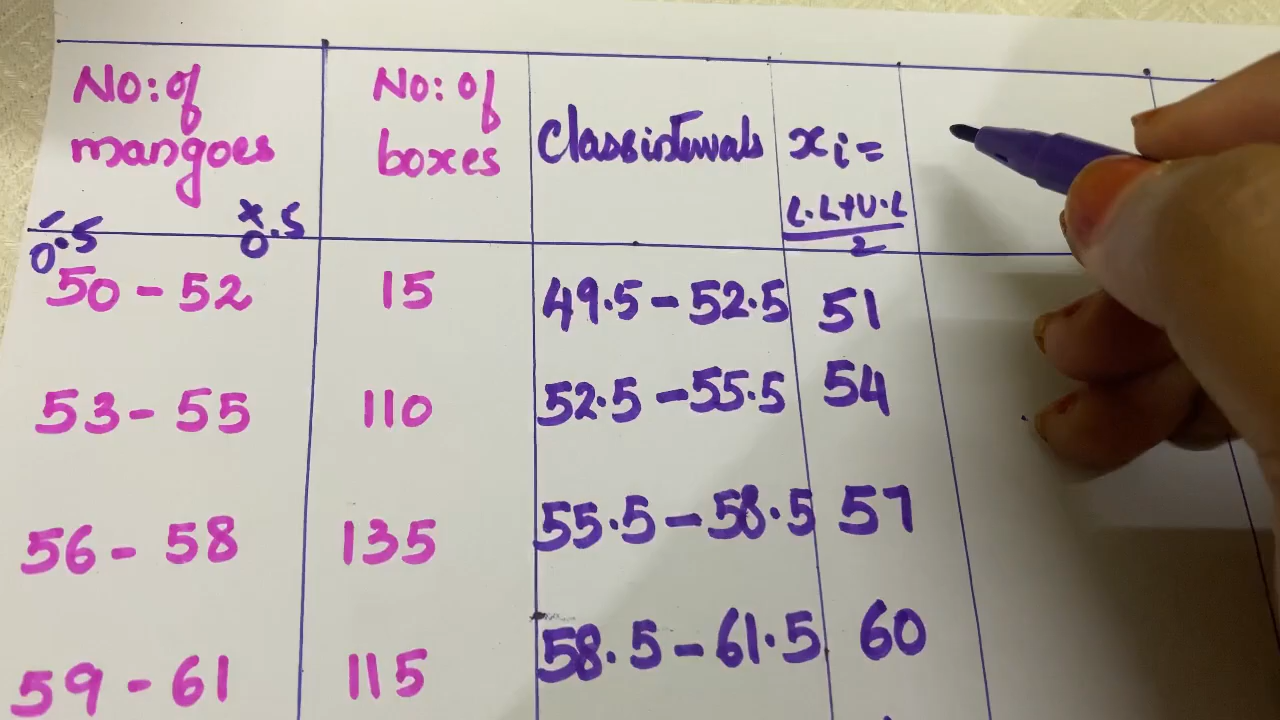 No: of mangoes No: of boxes Classintervals xi = L.L+U.L/2
0.5 0.5
50 - 52 15 49.5 - 52.5 51
53 - 55 110 52.5 - 55.5 54
56 - 58 135 55.5 - 58.5 57
59 - 61 115 58.5 - 61.5 60